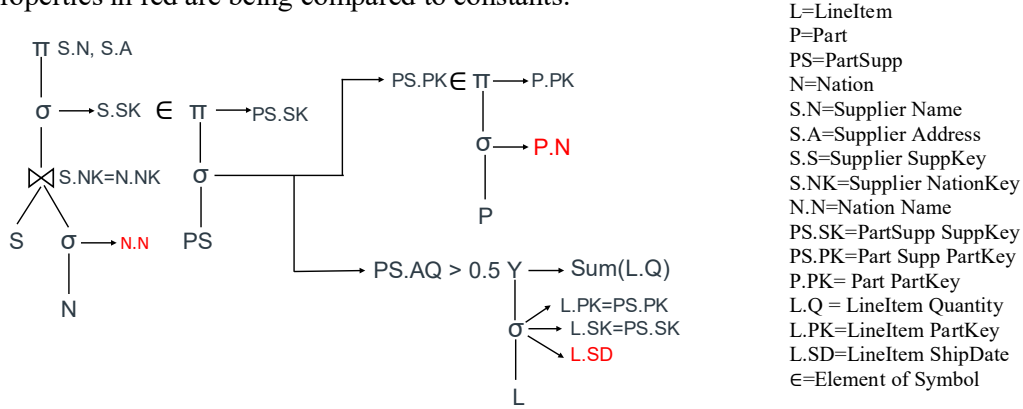 roperties in red are being compared to constants.
π S.N, S.A
σ S.SK ∈ π PS.SK
PS.PK ∈ π P.PK
σ P.N
P
⋈ S.NK=N.NK
σ
S
σ N.N
PS
N
PS.AQ > 0.5 Y Sum(L.Q)
L.PK=PS.PK
σ L.SK=PS.SK
L.SD
L
L=LineItem
P=Part
PS=PartSupp
N=Nation
S.N=Supplier Name
S.A=Supplier Address
S.S=Supplier SuppKey
S.NK=Supplier NationKey
N.N=Nation Name
PS.SK=PartSupp SuppKey
PS.PK=Part Supp PartKey
P.PK= Part PartKey
L.Q = LineItem Quantity
L.PK=LineItem PartKey
L.SD=LineItem ShipDate
∈=Element of Symbol